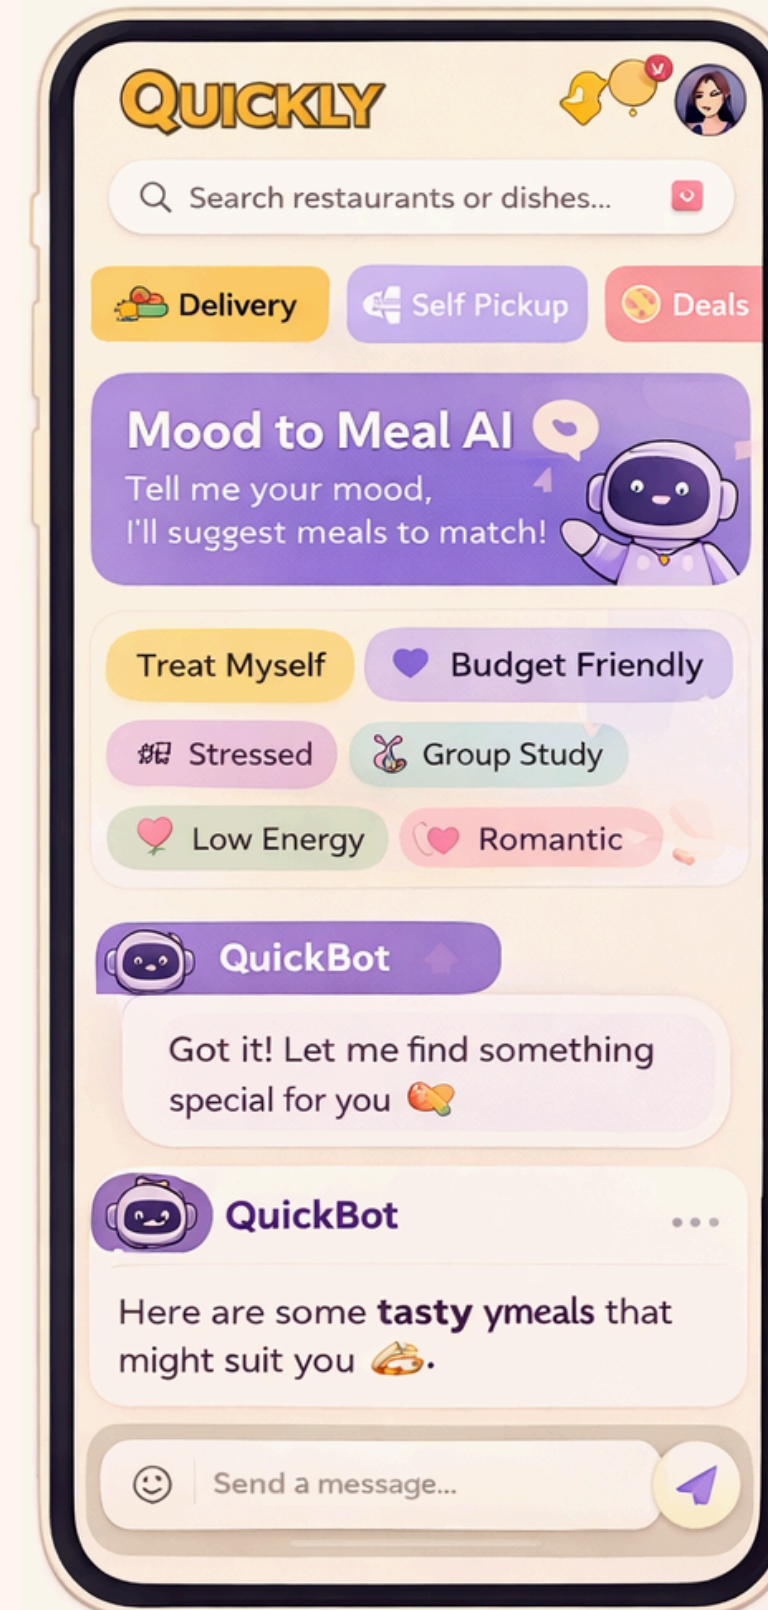 QUICKLY
Search restaurants or dishes...
Delivery
Self Pickup
Deals
Mood to Meal AI
Tell me your mood,
I'll suggest meals to match!
Treat Myself
Budget Friendly
Stressed
Group Study
Low Energy
Romantic
QuickBot
Got it! Let me find something
special for you
QuickBot
Here are some tasty ymeals that
might suit you .
Send a message...